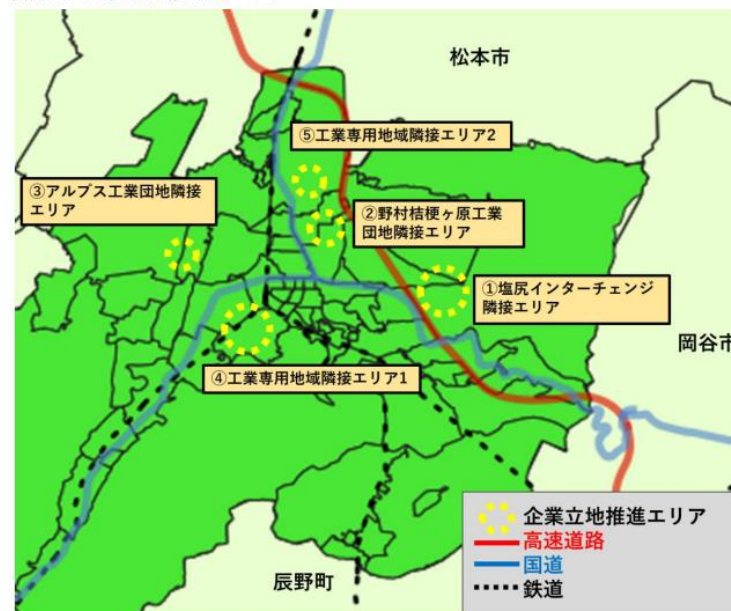 松本市
⑤工業専用地域隣接エリア2
③アルプス工業団地隣接
エリア
②野村桔梗ヶ原工業
団地隣接エリア
①塩尻インターチェンジ
隣接エリア
岡谷市
④工業専用地域隣接エリア1
企業立地推進エリア
高速道路
国道
鉄道
辰野町